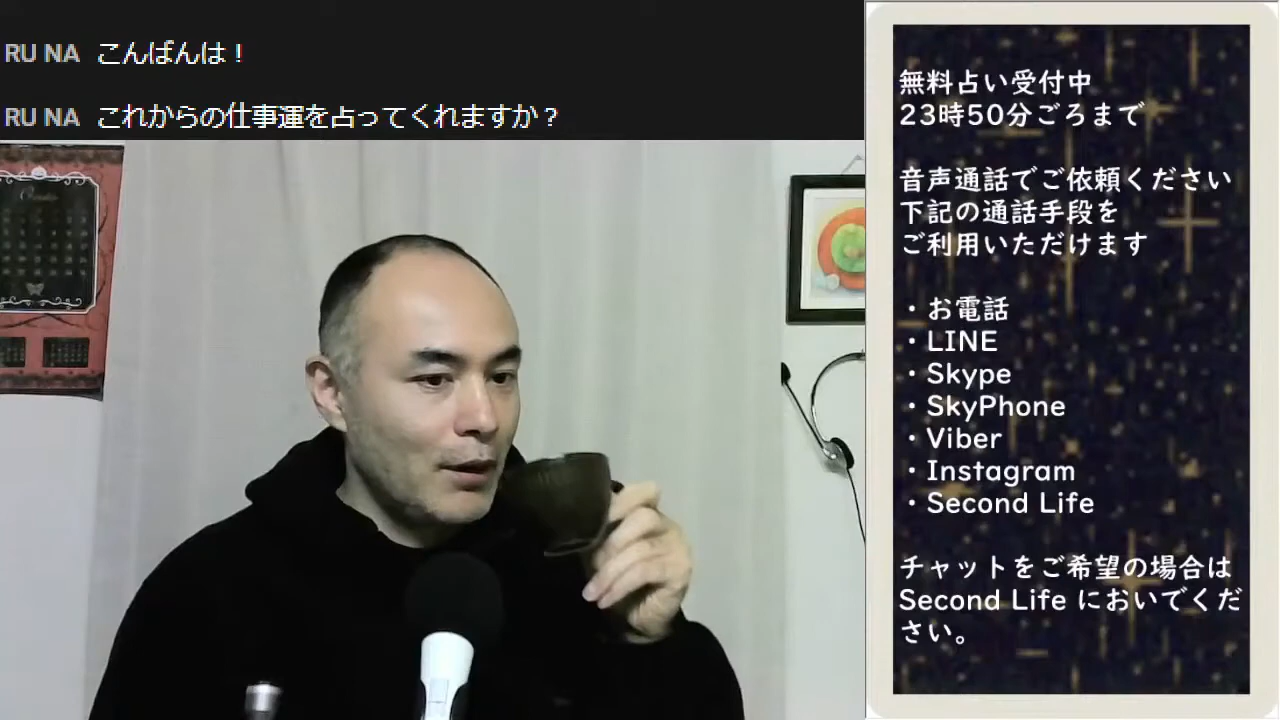 RU NA こんばんは！
RU NA これからの仕事運を占ってくれますか？
無料占い受付中
23時50分ごろまで
音声通話でご依頼ください
下記の通話手段を
ご利用いただけます
・お電話
・LINE
・Skype
・SkyPhone
・Viber
・Instagram
・Second Life
チャットをご希望の場合は
Second Life においでくだ
さい。